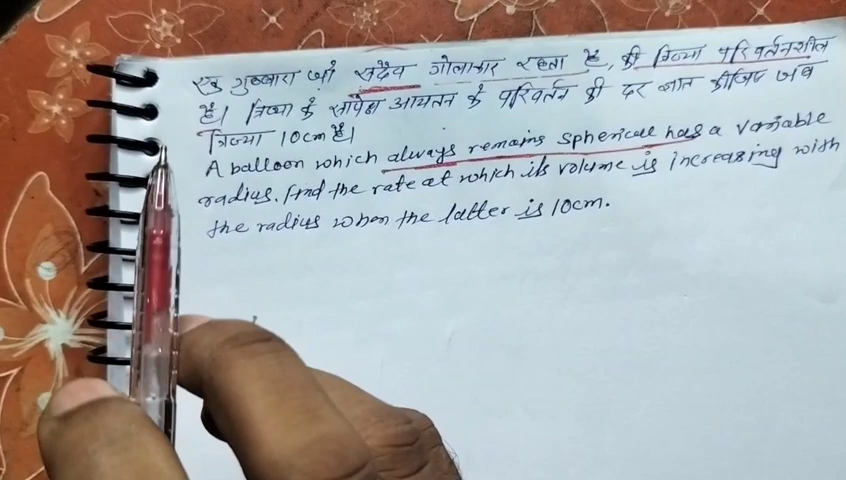 एक गुब्बारा जो सदैव गोलाकार रहता है, की त्रिज्या परिवर्तनशील
है। त्रिज्या के सापेक्ष आयतन के परिवर्तन की दर ज्ञात कीजिए जब
त्रिज्या 10cm है।
A balloon which always remains spherical has a variable
radius. Find the rate at which its volume is increasing with
the radius when the latter is 10cm.